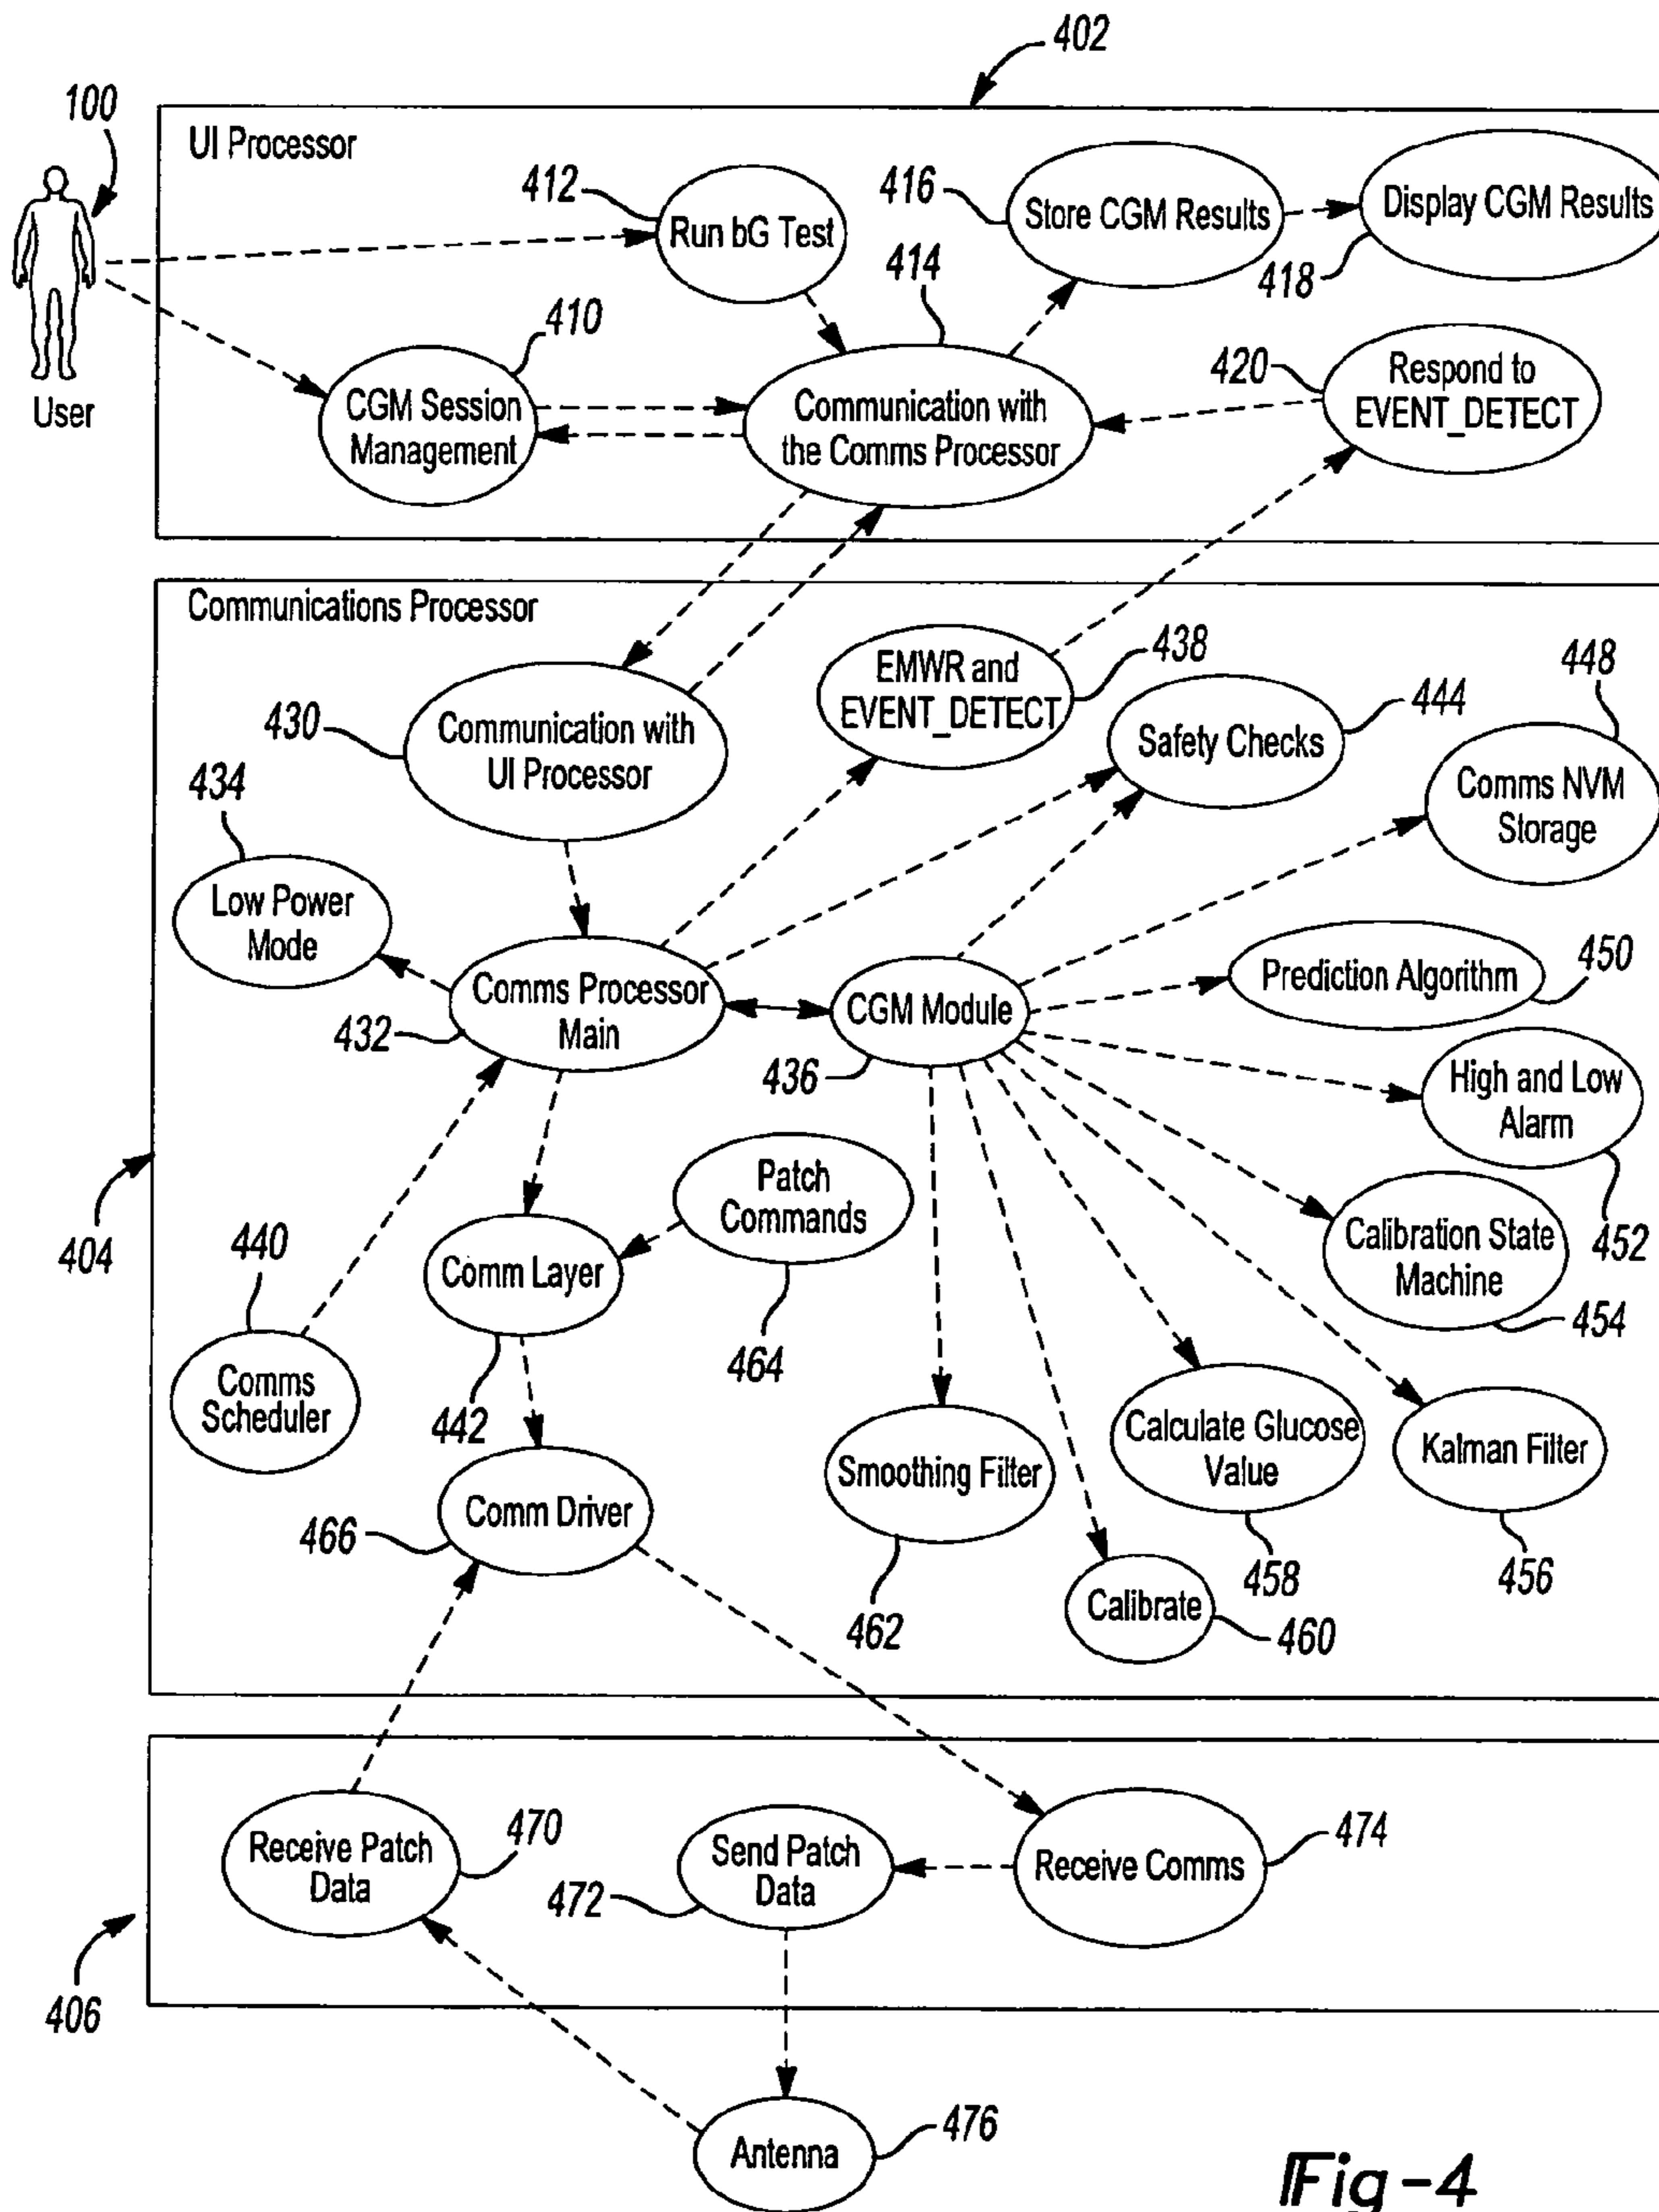 402
100
UI Processor
412
Run bG Test
416
Store CGM Results
Display CGM Results
418
414
410
User
CGM Session
Management
Communication with
the Comms Processor
420
Respond to
EVENT_DETECT
Communications Processor
430
Communication with
UI Processor
EMWR and
EVENT_DETECT
438
Safety Checks
444
448
Comms NVM
Storage
434
Low Power
Mode
Comms Processor
Main
432
CGM Module
436
Prediction Algorithm
450
High and Low
Alarm
452
404
440
Comms
Scheduler
Comm Layer
442
Patch
Commands
464
Calibration State
Machine
454
Comm Driver
466
Smoothing Filter
462
Calculate Glucose
Value
458
Kalman Filter
456
Calibrate
460
Receive Patch
Data
470
Send Patch
Data
472
Receive Comms
474
406
Antenna
476
Fig-4